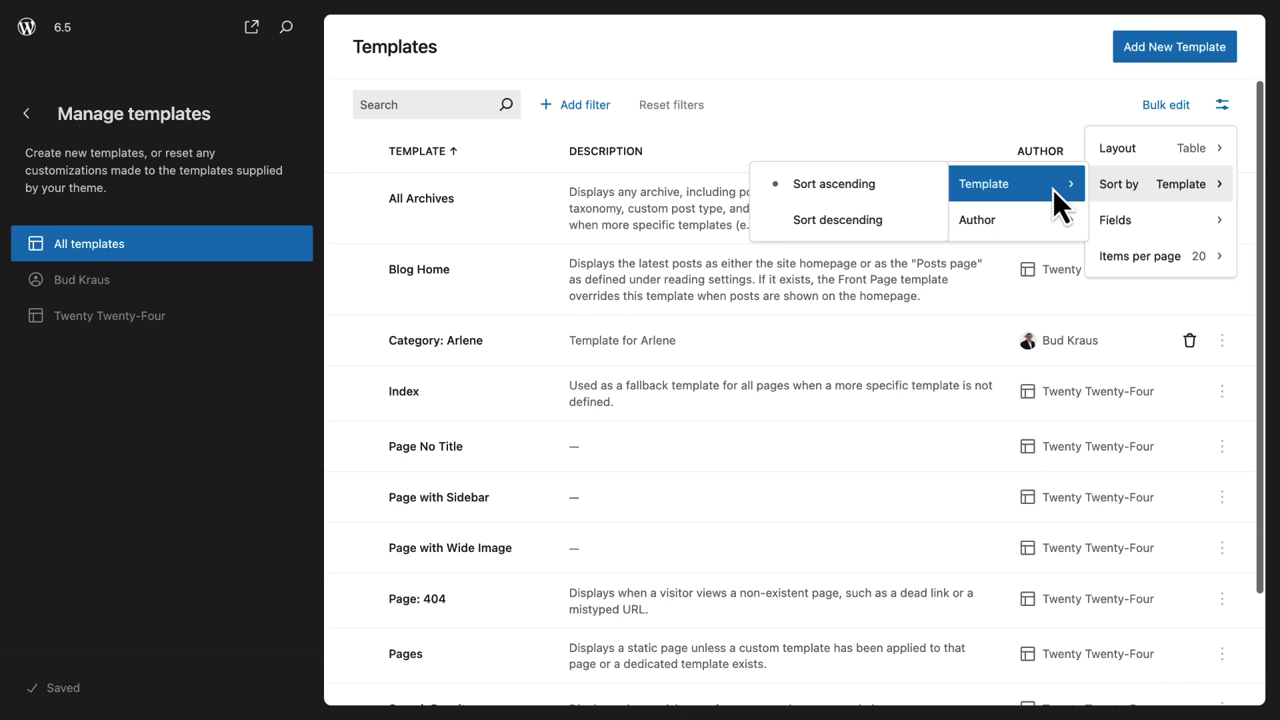 6.5
Manage templates
Create new templates, or reset any
customizations made to the templates supplied
by your theme.
All templates
Bud Kraus
Twenty Twenty-Four
Saved
Templates
Add New Template
Search
Add filter
Reset filters
Bulk edit
TEMPLATE ↑
DESCRIPTION
AUTHOR
Layout Table
Sort by Template
Fields
Items per page 20
Template
Author
Sort ascending
Sort descending
All Archives
Displays any archive, including
taxonomy, custom post type, and
when more specific templates
Blog Home
Displays the latest posts as either the site homepage or as the "Posts page"
as defined under reading settings. If it exists, the Front Page template
overrides this template when posts are shown on the homepage.
Twenty
Category: Arlene
Template for Arlene
Bud Kraus
Index
Used as a fallback template for all pages when a more specific template is not
defined.
Twenty Twenty-Four
Page No Title
—
Twenty Twenty-Four
Page with Sidebar
—
Twenty Twenty-Four
Page with Wide Image
—
Twenty Twenty-Four
Page: 404
Displays when a visitor views a non-existent page, such as a dead link or a
mistyped URL.
Twenty Twenty-Four
Pages
Displays a static page unless a custom template has been applied to that
page or a dedicated template exists.
Twenty Twenty-Four